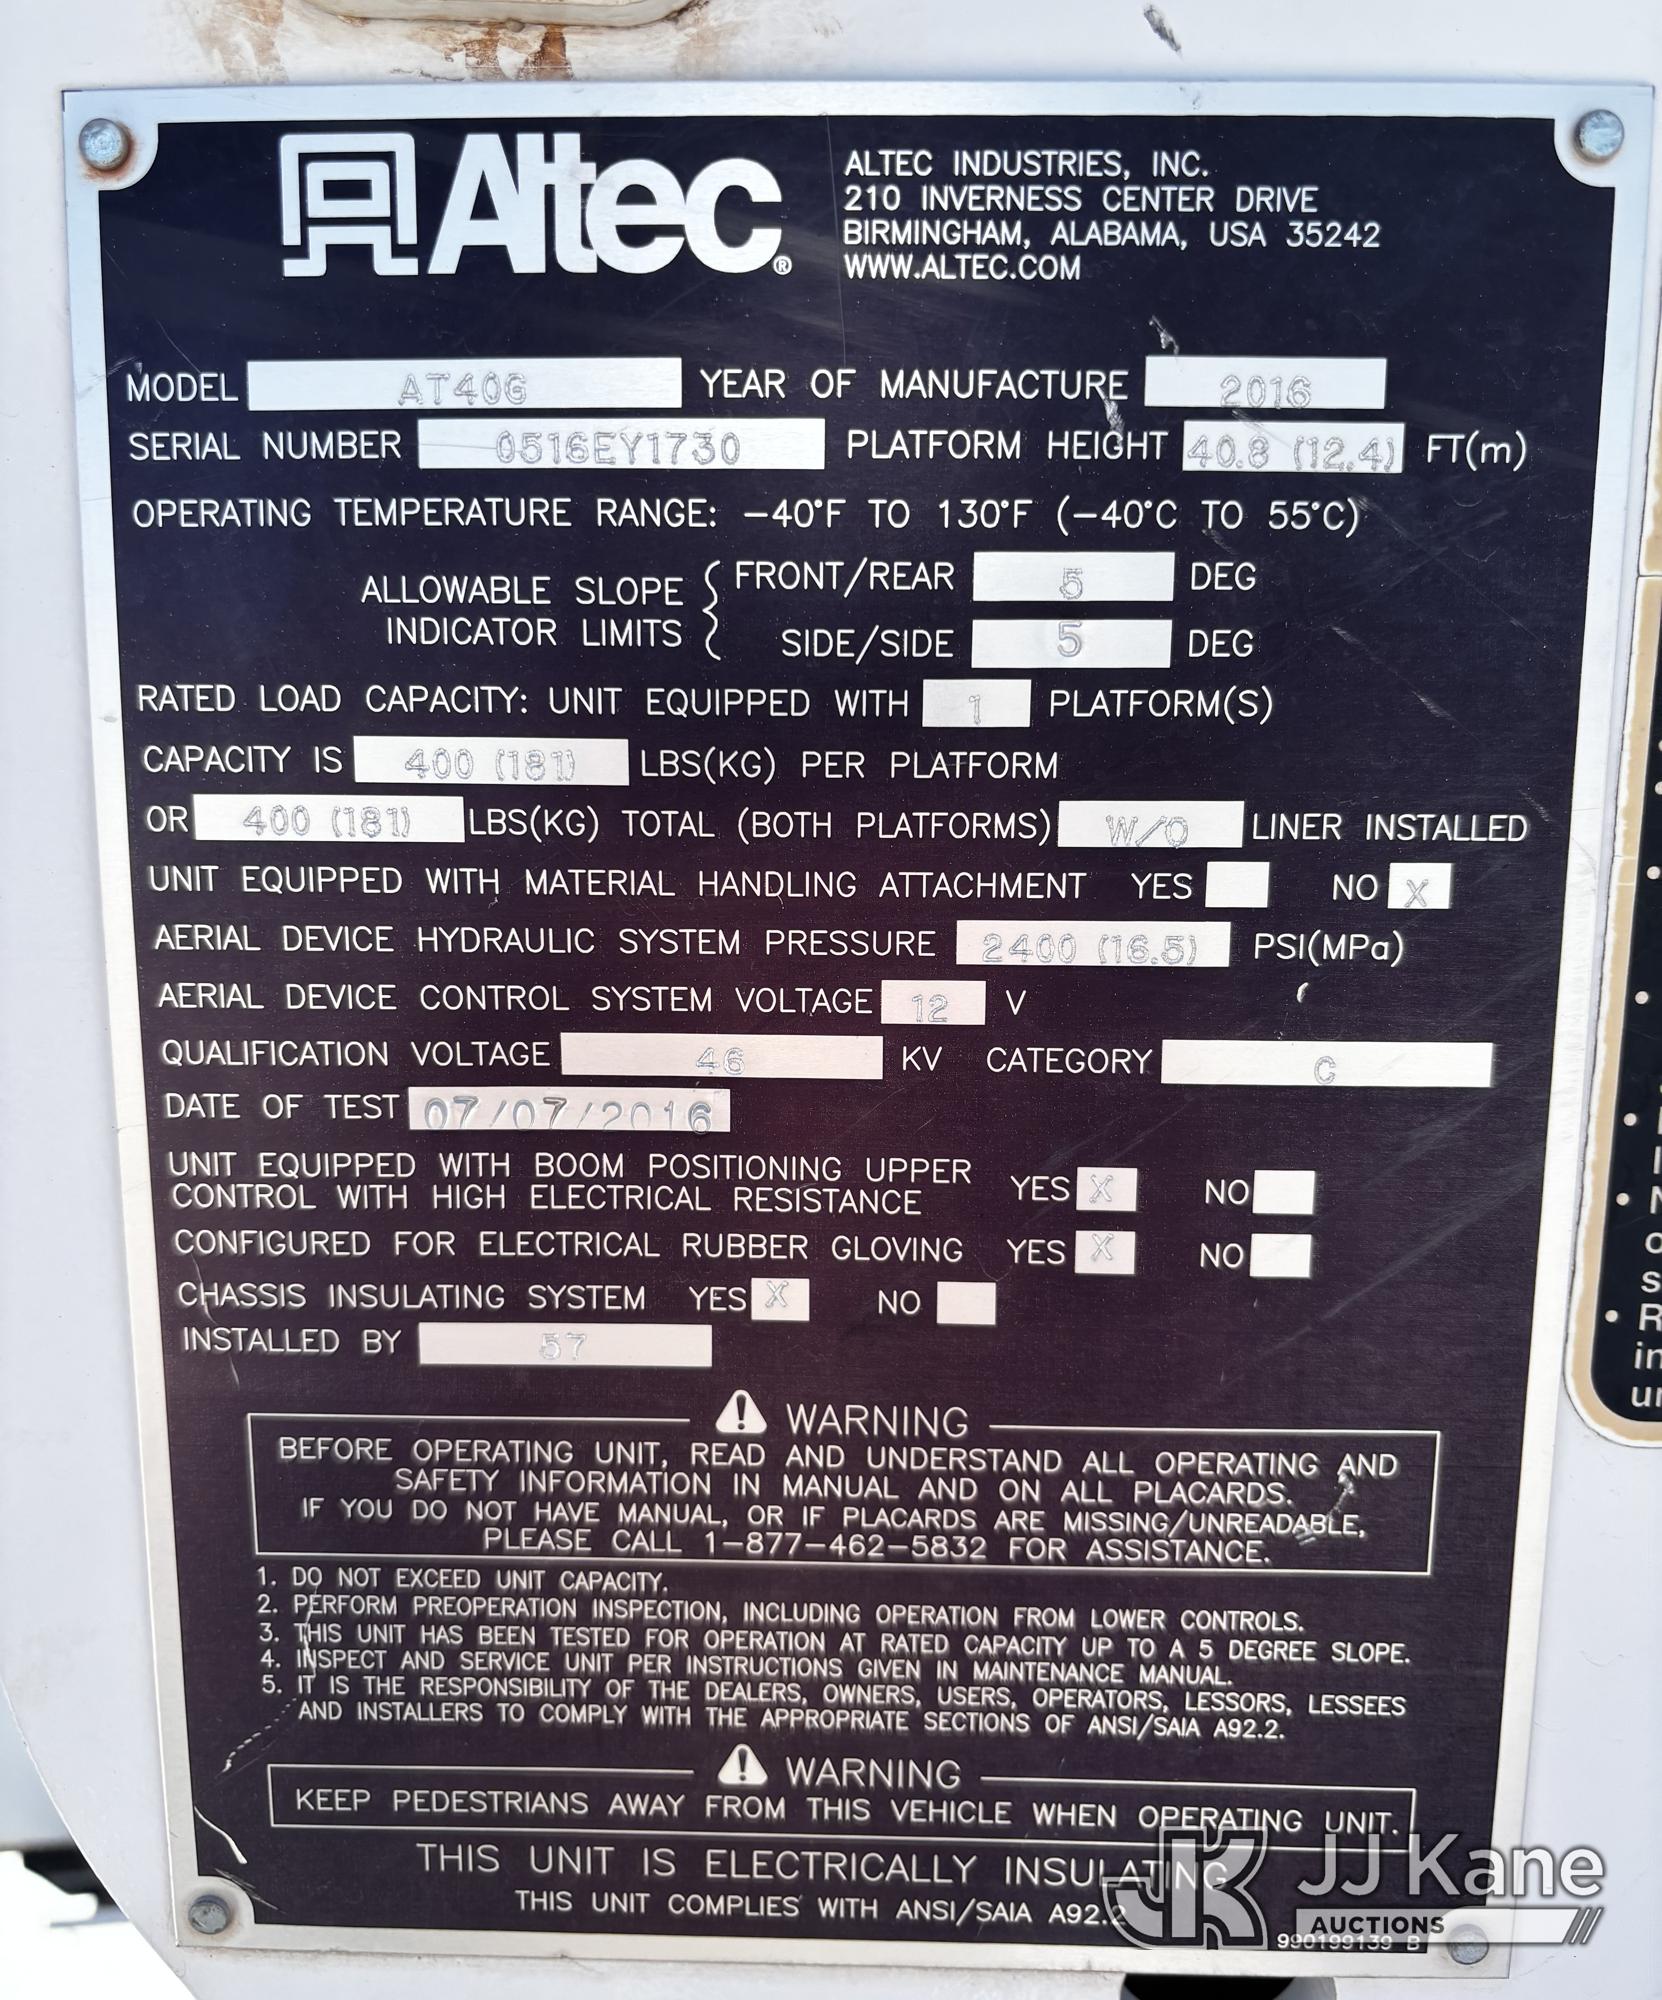 Altec®
ALTEC INDUSTRIES, INC.
210 INVERNESS CENTER DRIVE
BIRMINGHAM, ALABAMA, USA 35242
WWW.ALTEC.COM
MODEL AT40G YEAR OF MANUFACTURE 2016
SERIAL NUMBER 0516EY1730 PLATFORM HEIGHT 40.8 (12.4) FT(m)
OPERATING TEMPERATURE RANGE: -40°F TO 130°F (-40°C TO 55°C)
ALLOWABLE SLOPE INDICATOR LIMITS { FRONT/REAR 5 DEG
SIDE/SIDE 5 DEG
RATED LOAD CAPACITY: UNIT EQUIPPED WITH 1 PLATFORM(S)
CAPACITY IS 400 (181) LBS(KG) PER PLATFORM
OR 400 (181) LBS(KG) TOTAL (BOTH PLATFORMS) W/O LINER INSTALLED
UNIT EQUIPPED WITH MATERIAL HANDLING ATTACHMENT YES NO X
AERIAL DEVICE HYDRAULIC SYSTEM PRESSURE 2400 (16.5) PSI(MPa)
AERIAL DEVICE CONTROL SYSTEM VOLTAGE 12 V
QUALIFICATION VOLTAGE 46 KV CATEGORY C
DATE OF TEST 07/07/2016
UNIT EQUIPPED WITH BOOM POSITIONING UPPER
CONTROL WITH HIGH ELECTRICAL RESISTANCE YES X NO
CONFIGURED FOR ELECTRICAL RUBBER GLOVING YES X NO
CHASSIS INSULATING SYSTEM YES X NO
INSTALLED BY 57
WARNING
BEFORE OPERATING UNIT, READ AND UNDERSTAND ALL OPERATING AND
SAFETY INFORMATION IN MANUAL AND ON ALL PLACARDS.
IF YOU DO NOT HAVE MANUAL, OR IF PLACARDS ARE MISSING/UNREADABLE,
PLEASE CALL 1-877-462-5832 FOR ASSISTANCE.
1. DO NOT EXCEED UNIT CAPACITY.
2. PERFORM PREOPERATION INSPECTION, INCLUDING OPERATION FROM LOWER CONTROLS.
3. THIS UNIT HAS BEEN TESTED FOR OPERATION AT RATED CAPACITY UP TO A 5 DEGREE SLOPE.
4. INSPECT AND SERVICE UNIT PER INSTRUCTIONS GIVEN IN MAINTENANCE MANUAL.
5. IT IS THE RESPONSIBILITY OF THE DEALERS, OWNERS, USERS, OPERATORS, LESSORS, LESSEES
AND INSTALLERS TO COMPLY WITH THE APPROPRIATE SECTIONS OF ANSI/SAIA A92.2.
WARNING
KEEP PEDESTRIANS AWAY FROM THIS VEHICLE WHEN OPERATING UNIT.
THIS UNIT IS ELECTRICALLY INSULATING
THIS UNIT COMPLIES WITH ANSI/SAIA A92.2
990199139 B
JK JJ Kane
AUCTIONS